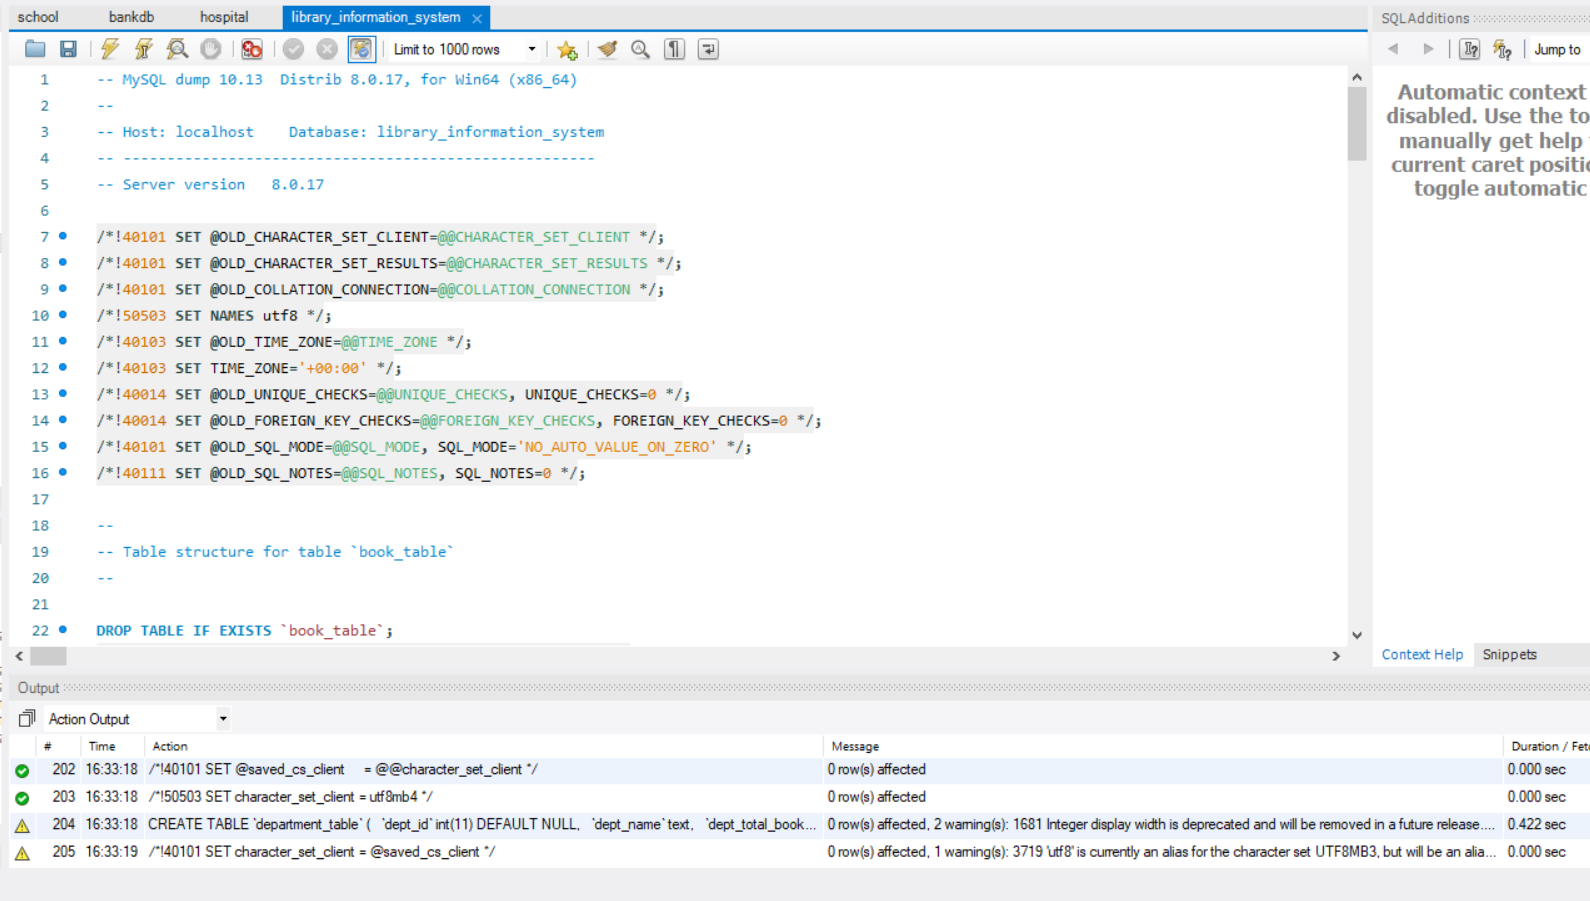 school bankdb hospital library_information_system
SQLAdditions
Limit to 1000 rows
Jump to
1 -- MySQL dump 10.13  Distrib 8.0.17, for Win64 (x86_64)
2 --
3 -- Host: localhost    Database: library_information_system
4 -- ------------------------------------------------------
5 -- Server version   8.0.17
6
7 /*!40101 SET @OLD_CHARACTER_SET_CLIENT=@@CHARACTER_SET_CLIENT */;
8 /*!40101 SET @OLD_CHARACTER_SET_RESULTS=@@CHARACTER_SET_RESULTS */;
9 /*!40101 SET @OLD_COLLATION_CONNECTION=@@COLLATION_CONNECTION */;
10 /*!50503 SET NAMES utf8 */;
11 /*!40103 SET @OLD_TIME_ZONE=@@TIME_ZONE */;
12 /*!40103 SET TIME_ZONE='+00:00' */;
13 /*!40014 SET @OLD_UNIQUE_CHECKS=@@UNIQUE_CHECKS, UNIQUE_CHECKS=0 */;
14 /*!40014 SET @OLD_FOREIGN_KEY_CHECKS=@@FOREIGN_KEY_CHECKS, FOREIGN_KEY_CHECKS=0 */;
15 /*!40101 SET @OLD_SQL_MODE=@@SQL_MODE, SQL_MODE='NO_AUTO_VALUE_ON_ZERO' */;
16 /*!40111 SET @OLD_SQL_NOTES=@@SQL_NOTES, SQL_NOTES=0 */;
17
18 --
19 -- Table structure for table `book_table`
20 --
21
22 DROP TABLE IF EXISTS `book_table`;
Automatic context
disabled. Use the to
manually get help
current caret positi
toggle automatic
Context Help Snippets
Output
Action Output
# Time Action Message Duration / Fet
202 16:33:18 /*!40101 SET @saved_cs_client     = @@character_set_client */ 0 row(s) affected 0.000 sec
203 16:33:18 /*!50503 SET character_set_client = utf8mb4 */ 0 row(s) affected 0.000 sec
204 16:33:18 CREATE TABLE `department_table` (   `dept_id` int(11) DEFAULT NULL,   `dept_name` text,   `dept_total_book... 0 row(s) affected, 2 warning(s): 1681 Integer display width is deprecated and will be removed in a future release.... 0.422 sec
205 16:33:19 /*!40101 SET character_set_client = @saved_cs_client */ 0 row(s) affected, 1 warning(s): 3719 'utf8' is currently an alias for the character set UTF8MB3, but will be an alia... 0.000 sec